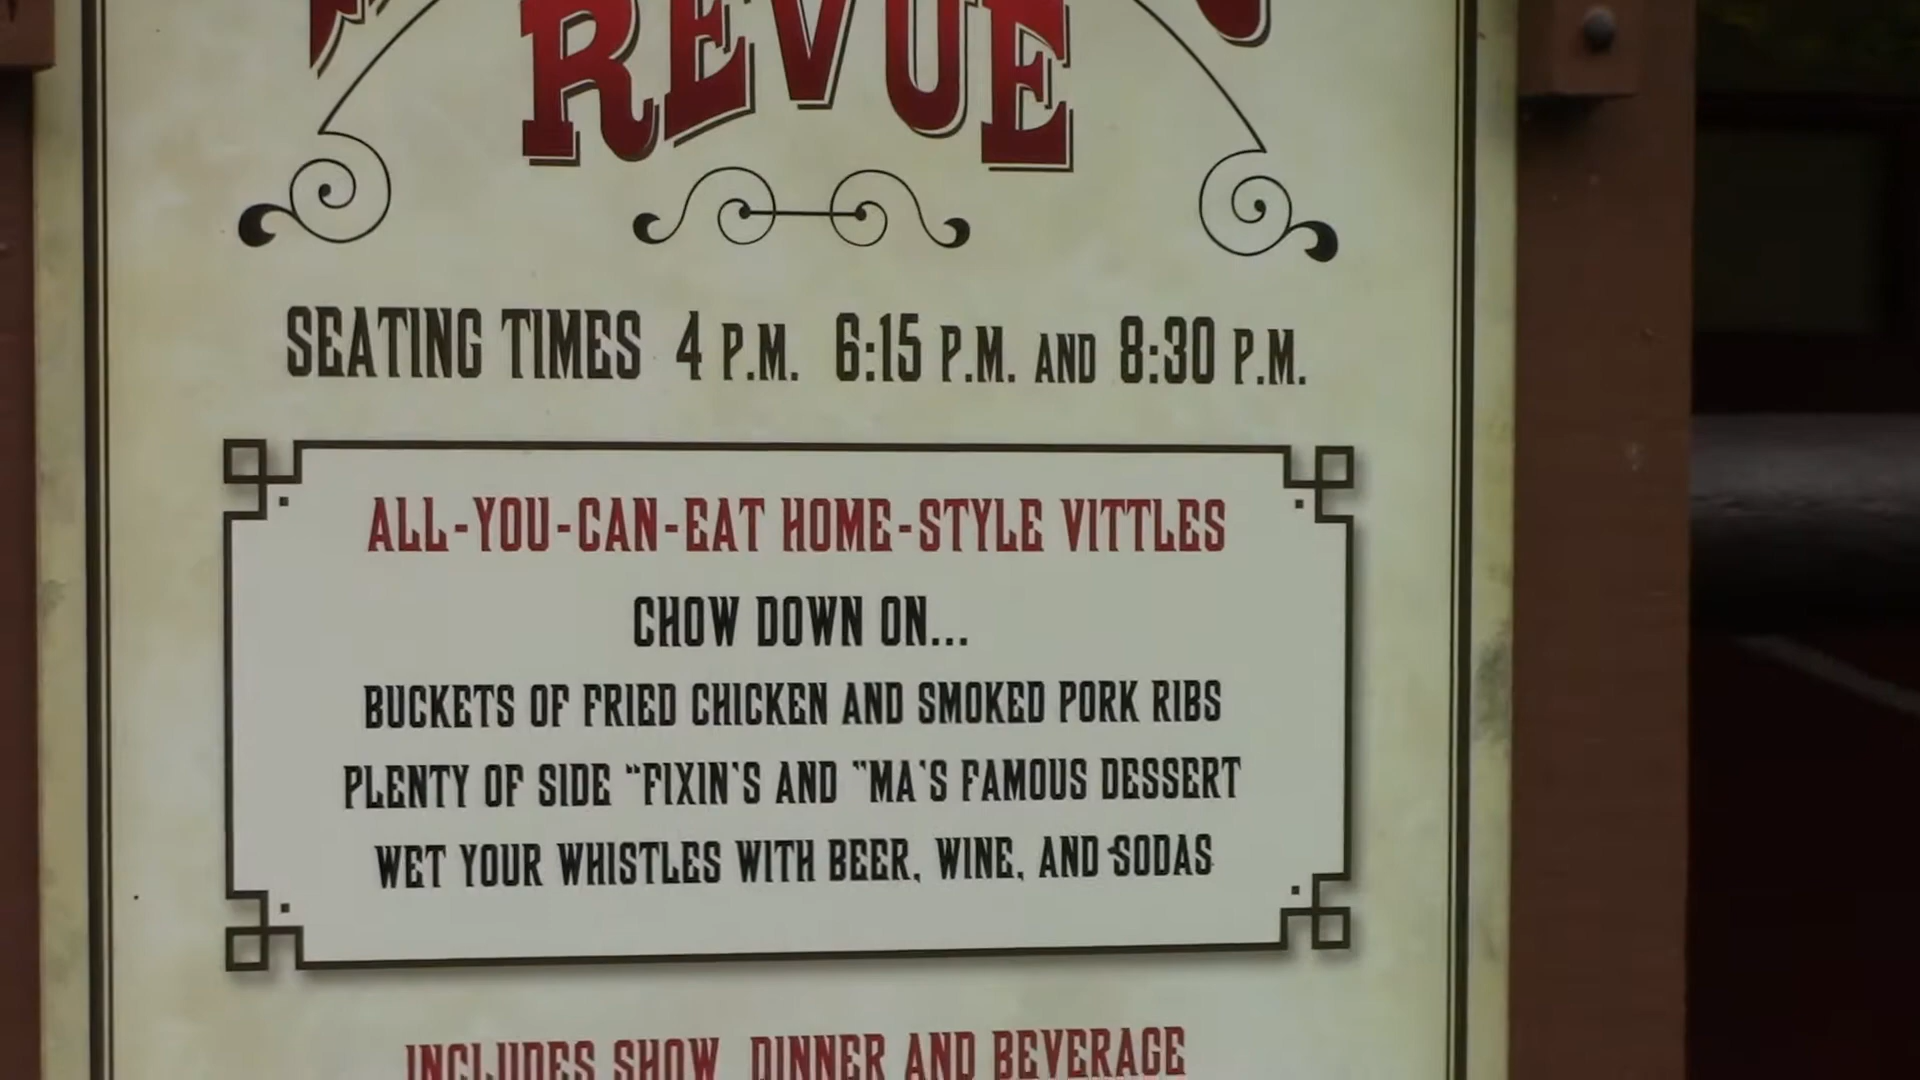 REVUE
SEATING TIMES 4 P.M. 6:15 P.M. AND 8:30 P.M.
ALL-YOU-CAN-EAT HOME-STYLE VITTLES
CHOW DOWN ON...
BUCKETS OF FRIED CHICKEN AND SMOKED PORK RIBS
PLENTY OF SIDE “FIXIN'S AND ”MA'S FAMOUS DESSERT
WET YOUR WHISTLES WITH BEER, WINE, AND SODAS
INCLUDES SHOW, DINNER AND BEVERAGE